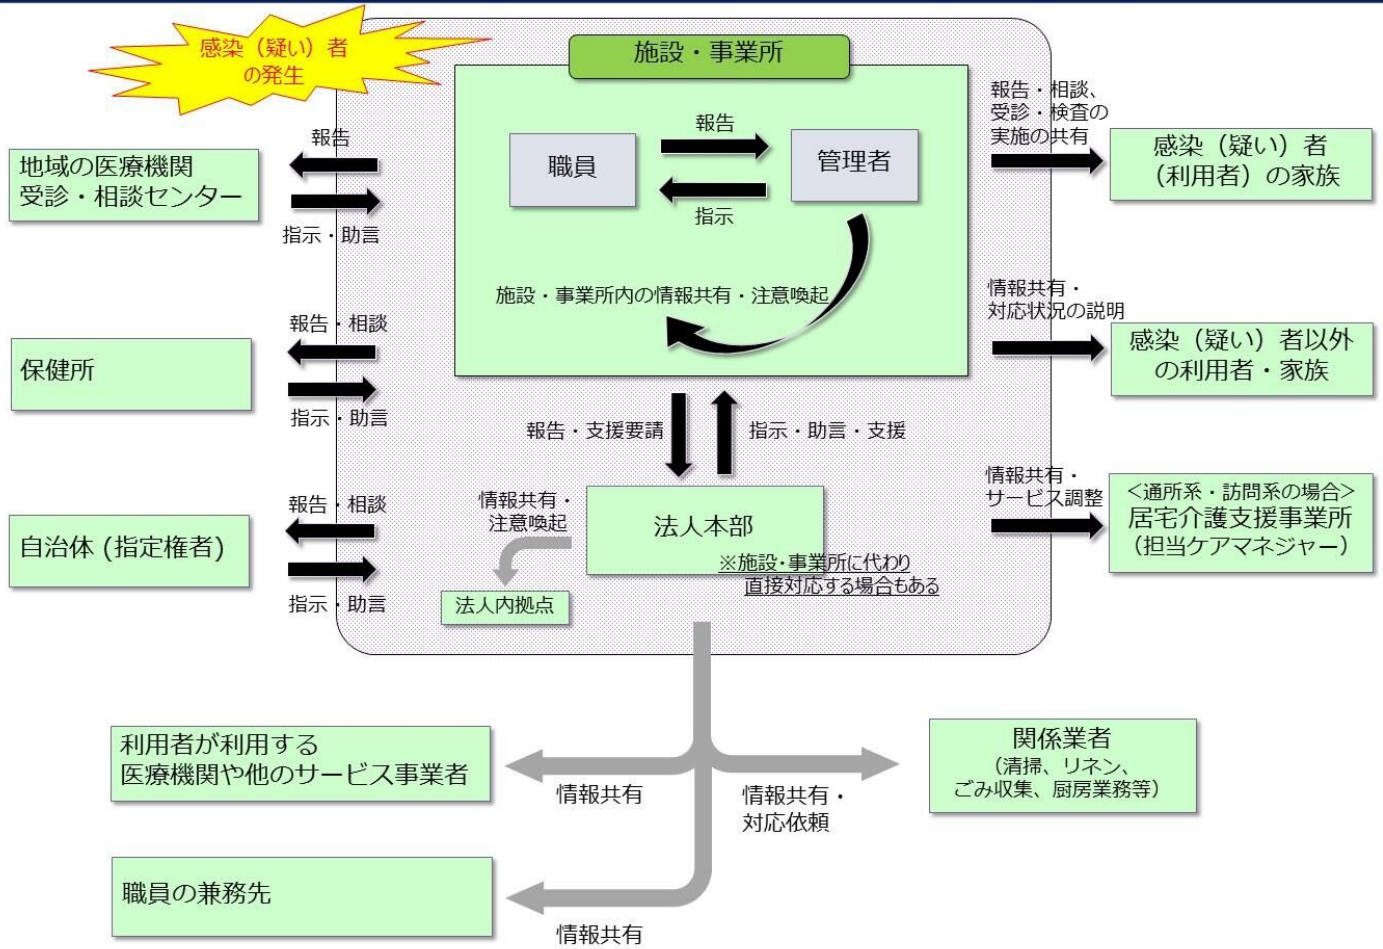 感染（疑い）者
の発生
施設・事業所
職員
報告
指示
管理者
施設・事業所内の情報共有・注意喚起
報告
地域の医療機関
受診・相談センター
指示・助言
報告・相談
保健所
指示・助言
報告・相談
自治体 (指定権者)
指示・助言
報告・相談、
受診・検査の
実施の共有
感染（疑い）者
（利用者）の家族
情報共有・
対応状況の説明
感染（疑い）者以外
の利用者・家族
情報共有・
サービス調整
＜通所系・訪問系の場合＞
居宅介護支援事業所
（担当ケアマネジャー）
報告・支援要請
指示・助言・支援
法人本部
※施設・事業所に代わり
直接対応する場合もある
情報共有・
注意喚起
法人内拠点
利用者が利用する
医療機関や他のサービス事業者
情報共有
情報共有・
対応依頼
関係業者
（清掃、リネン、
ごみ収集、厨房業務等）
職員の兼務先
情報共有